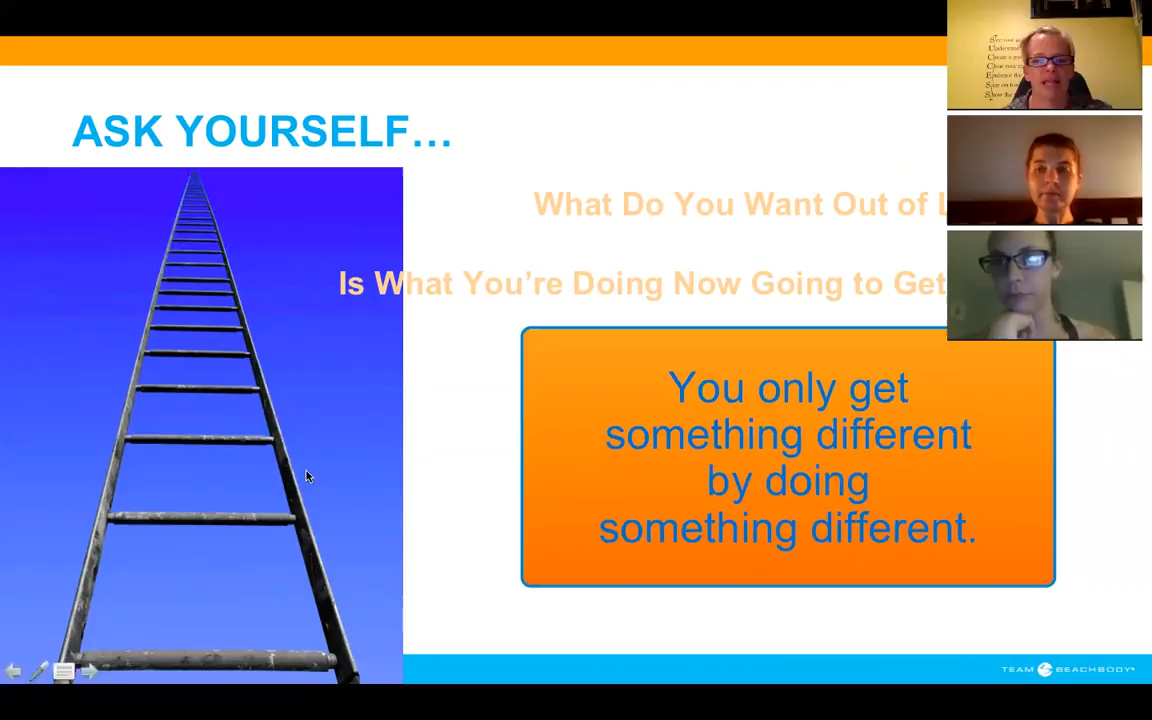 ASK YOURSELF…
What Do You Want Out of
Is What You're Doing Now Going to Get
You only get
something different
by doing
something different.
TEAM BEACHBODY